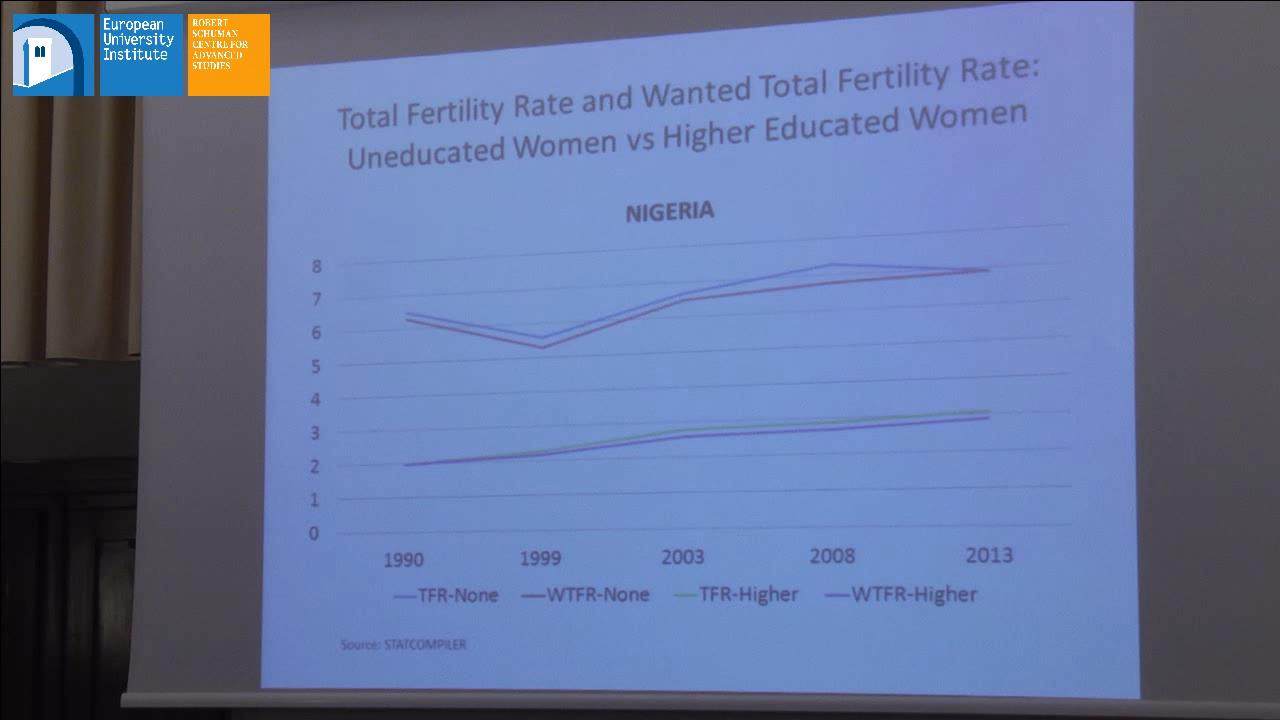 European
University
Institute
ROBERT
SCHUMAN
CENTRE FOR
ADVANCED
STUDIES
Total Fertility Rate and Wanted Total Fertility Rate:
Uneducated Women vs Higher Educated Women
NIGERIA
8
7
6
5
4
3
2
1
0
1990 1999 2003 2008 2013
TFR-None WTFR-None TFR-Higher WTFR-Higher
Source: STATCOMPILER